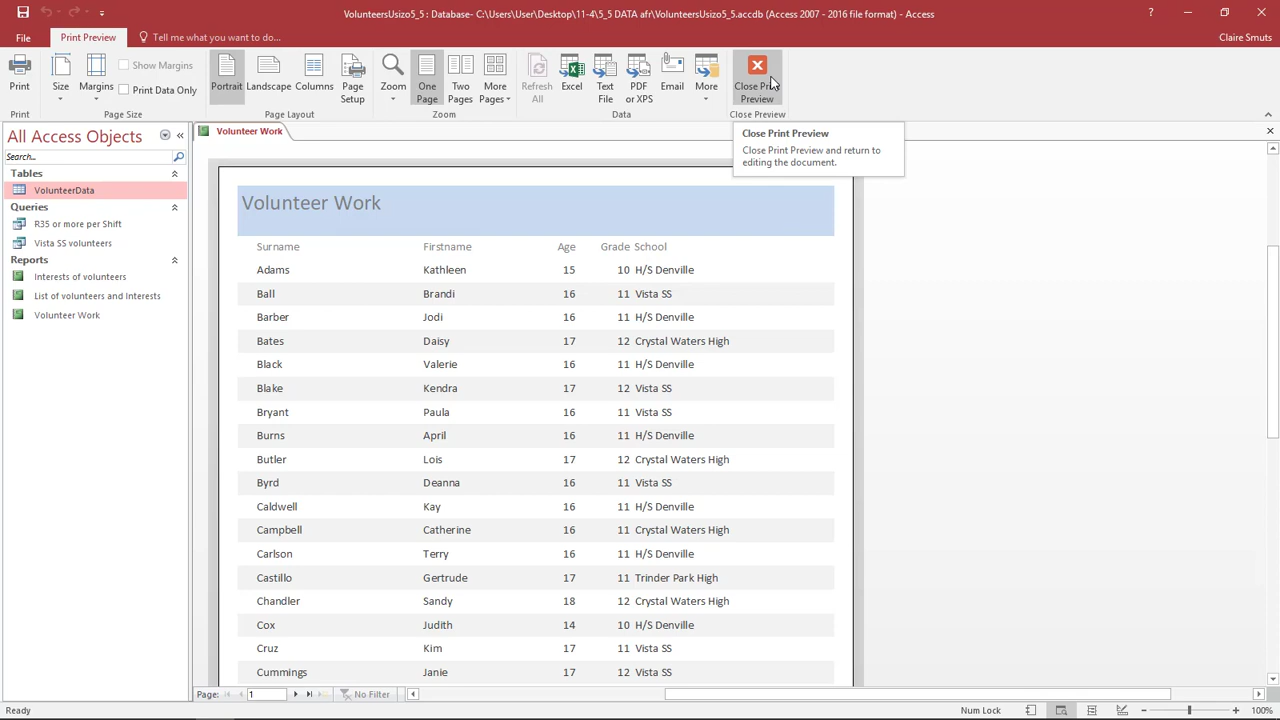 VolunteersUsizo5_5 : Database- C:\Users\User\Desktop\11-4\5_5 DATA afr\VolunteersUsizo5_5.accdb (Access 2007 - 2016 file format) - Access
?
File Print Preview Tell me what you want to do... Claire Smuts
Print Size Margins Show Margins Print Data Only Portrait Landscape Columns Page Setup Zoom One Page Two Pages More Pages Refresh All Excel Text File PDF or XPS Email More Close Print Preview
Print Page Size Page Layout Zoom Data Close Preview
Close Print Preview
Close Print Preview and return to
editing the document.
All Access Objects
Search...
Tables
VolunteerData
Queries
R35 or more per Shift
Vista SS volunteers
Reports
Interests of volunteers
List of volunteers and Interests
Volunteer Work
Volunteer Work
Volunteer Work
Surname Firstname Age Grade School
Adams Kathleen 15 10 H/S Denville
Ball Brandi 16 11 Vista SS
Barber Jodi 16 11 H/S Denville
Bates Daisy 17 12 Crystal Waters High
Black Valerie 16 11 H/S Denville
Blake Kendra 17 12 Vista SS
Bryant Paula 16 11 Vista SS
Burns April 16 11 H/S Denville
Butler Lois 17 12 Crystal Waters High
Byrd Deanna 16 11 Vista SS
Caldwell Kay 16 11 H/S Denville
Campbell Catherine 16 11 Crystal Waters High
Carlson Terry 16 11 H/S Denville
Castillo Gertrude 17 11 Trinder Park High
Chandler Sandy 18 12 Crystal Waters High
Cox Judith 14 10 H/S Denville
Cruz Kim 17 11 Vista SS
Cummings Janie 17 12 Vista SS
Page: 1 No Filter
Ready Num Lock 100%